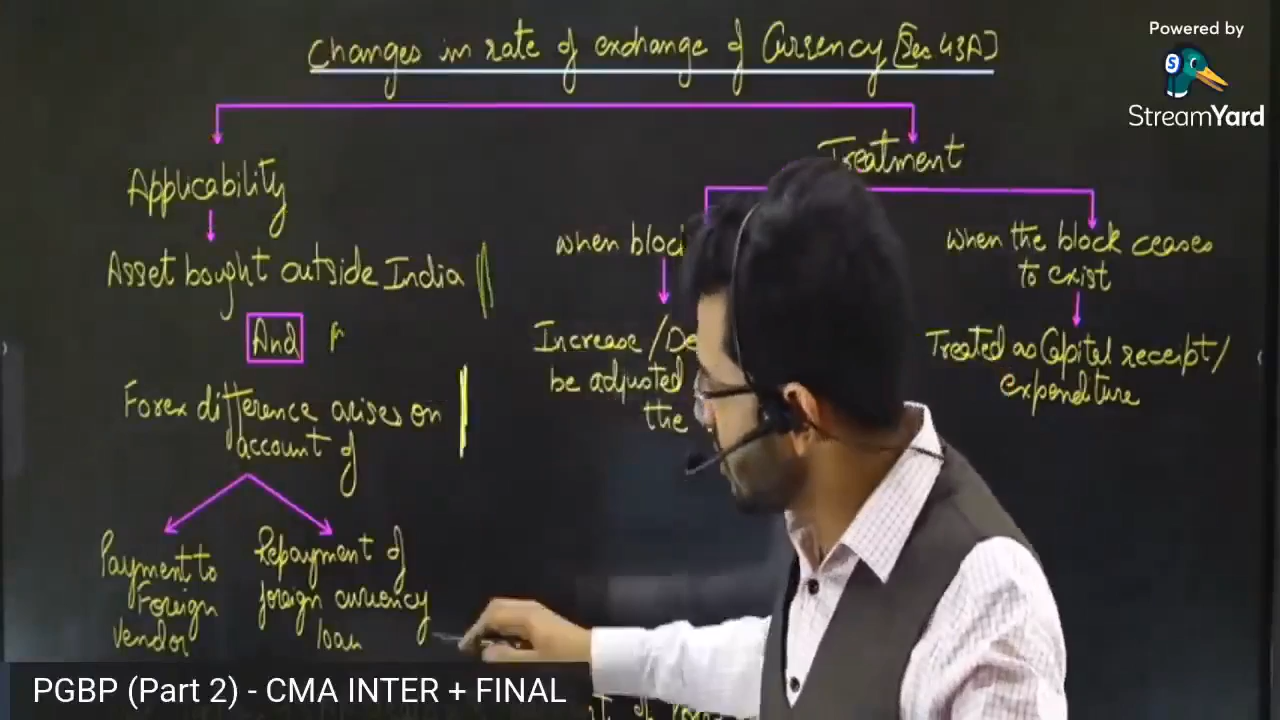 Powered by
StreamYard
Changes in rate of exchange of Currency [Sec 43A]
Applicability
Asset bought outside India
And
Forex difference arises on
account of
Payment to
Foreign
vendor
Repayment of
foreign currency
loan
Treatment
when block
Increase /De
be adjusted
the
when the block ceases
to exist
Treated as Capital receipt/
expenditure
PGBP (Part 2) - CMA INTER + FINAL